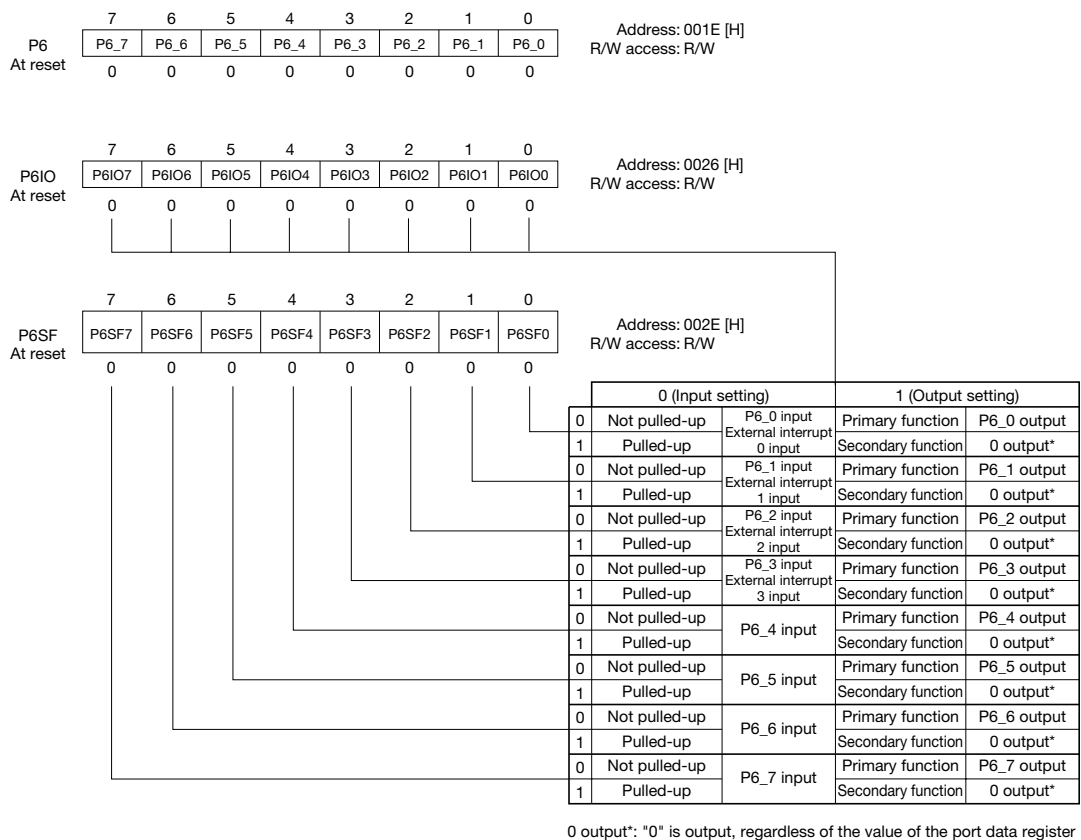 7 6 5 4 3 2 1 0
P6 P6_7 P6_6 P6_5 P6_4 P6_3 P6_2 P6_1 P6_0 Address: 001E [H]
At reset 0 0 0 0 0 0 0 0 R/W access: R/W
7 6 5 4 3 2 1 0
P6IO P6IO7 P6IO6 P6IO5 P6IO4 P6IO3 P6IO2 P6IO1 P6IO0 Address: 0026 [H]
At reset 0 0 0 0 0 0 0 0 R/W access: R/W
7 6 5 4 3 2 1 0
P6SF P6SF7 P6SF6 P6SF5 P6SF4 P6SF3 P6SF2 P6SF1 P6SF0 Address: 002E [H]
At reset 0 0 0 0 0 0 0 0 R/W access: R/W
0 (Input setting) 1 (Output setting)
0 Not pulled-up P6_0 input Primary function P6_0 output
External interrupt
1 Pulled-up 0 input Secondary function 0 output*
0 Not pulled-up P6_1 input Primary function P6_1 output
External interrupt
1 Pulled-up 1 input Secondary function 0 output*
0 Not pulled-up P6_2 input Primary function P6_2 output
External interrupt
1 Pulled-up 2 input Secondary function 0 output*
0 Not pulled-up P6_3 input Primary function P6_3 output
External interrupt
1 Pulled-up 3 input Secondary function 0 output*
0 Not pulled-up P6_4 input Primary function P6_4 output
1 Pulled-up Secondary function 0 output*
0 Not pulled-up P6_5 input Primary function P6_5 output
1 Pulled-up Secondary function 0 output*
0 Not pulled-up P6_6 input Primary function P6_6 output
1 Pulled-up Secondary function 0 output*
0 Not pulled-up P6_7 input Primary function P6_7 output
1 Pulled-up Secondary function 0 output*
0 output*: "0" is output, regardless of the value of the port data register